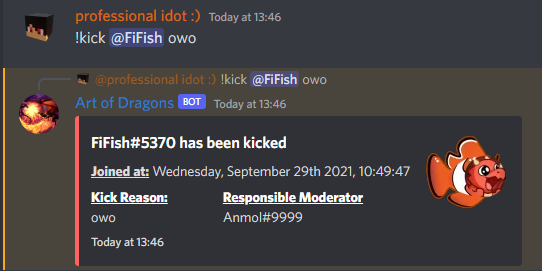 professional idot :) Today at 13:46
!kick @FiFish owo
@professional idot :) !kick @FiFish owo
Art of Dragons BOT Today at 13:46
FiFish#5370 has been kicked
Joined at: Wednesday, September 29th 2021, 10:49:47
Kick Reason: Responsible Moderator
owo Anmol#9999
Today at 13:46